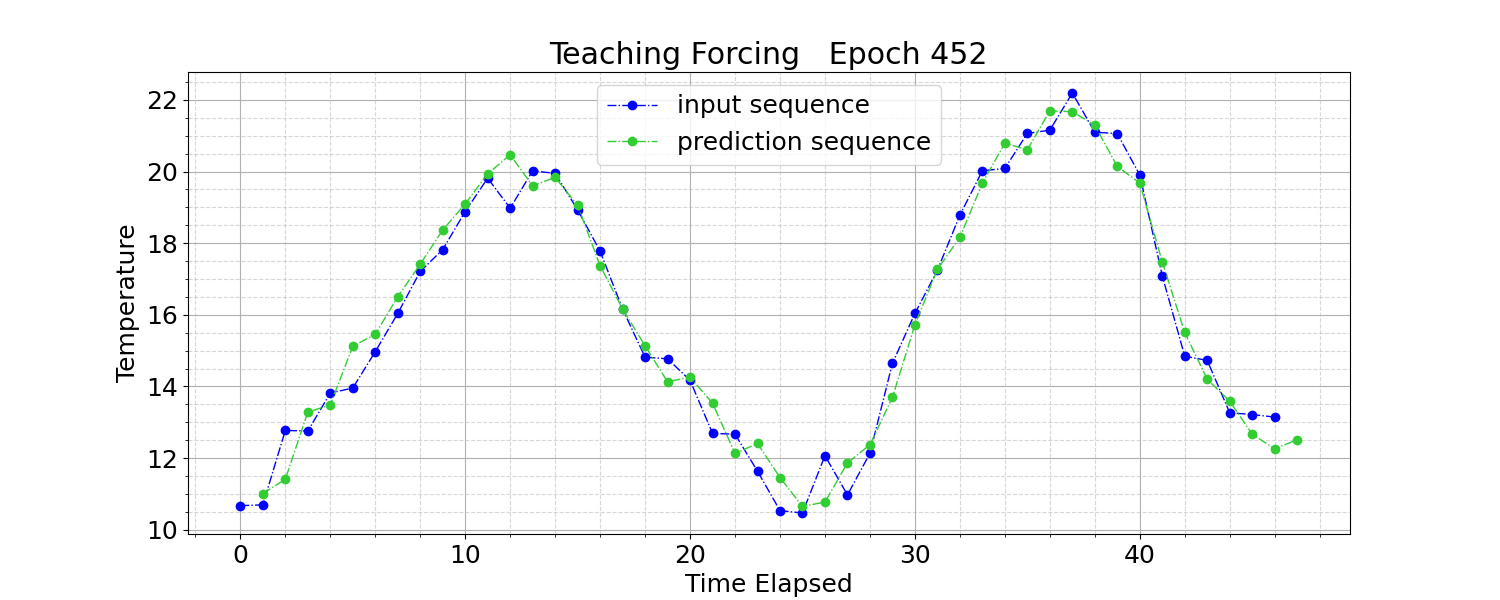 Teaching Forcing   Epoch 452
input sequence
prediction sequence
Temperature
22
20
18
16
14
12
10
0 10 20 30 40
Time Elapsed